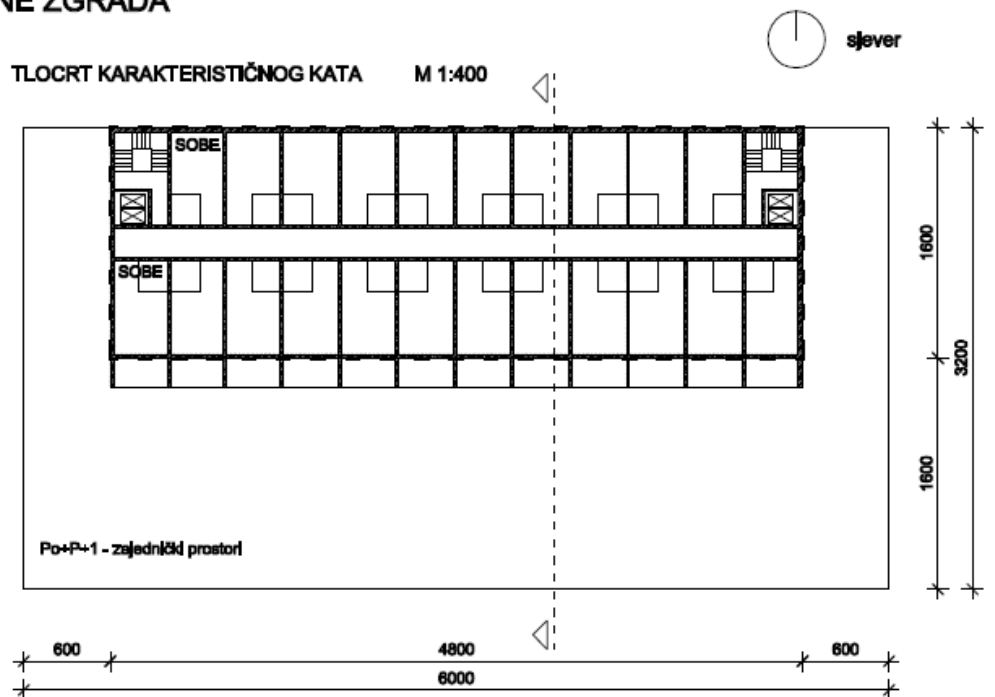 NE ZGRADA
sjever
TLOCRT KARAKTERISTIČNOG KATA M 1:400
SOBE
SOBE
1600
3200
1600
Po+P+1 - zajednički prostori
600 4800 600
6000